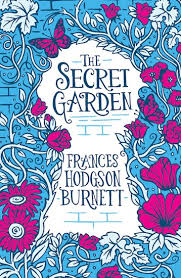 THE
SECRET
GARDEN
FRANCES
HODGSON
BURNETT